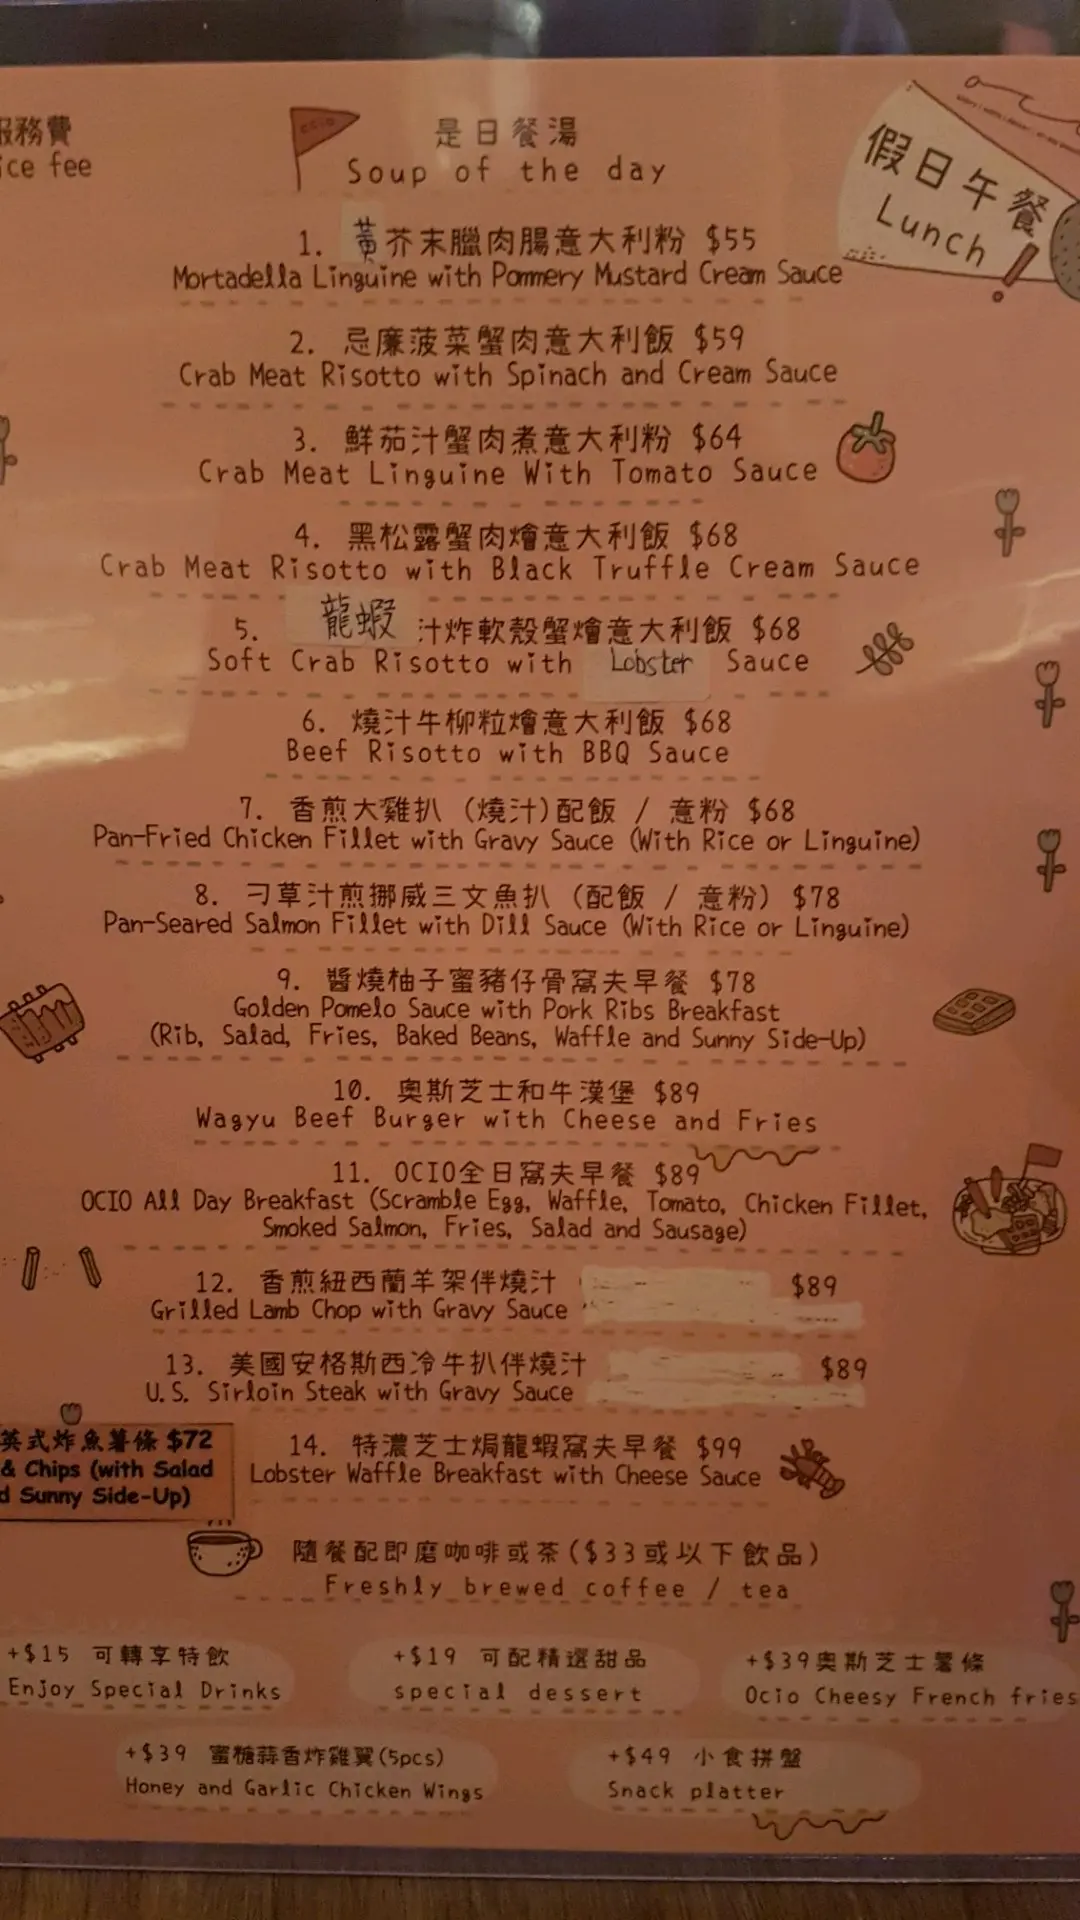 服務費
ice fee
OCIO
是日餐湯
Soup of the day
假日午餐
Lunch
1. 黃芥末臘肉腸意大利粉 $55
Mortadella Linguine with Pommery Mustard Cream Sauce
2. 忌廉菠菜蟹肉意大利飯 $59
Crab Meat Risotto with Spinach and Cream Sauce
3. 鮮茄汁蟹肉煮意大利粉 $64
Crab Meat Linguine With Tomato Sauce
4. 黑松露蟹肉燴意大利飯 $68
Crab Meat Risotto with Black Truffle Cream Sauce
5. 龍蝦汁炸軟殼蟹燴意大利飯 $68
Soft Crab Risotto with Lobster Sauce
6. 燒汁牛柳粒燴意大利飯 $68
Beef Risotto with BBQ Sauce
7. 香煎大雞扒 (燒汁)配飯 / 意粉 $68
Pan-Fried Chicken Fillet with Gravy Sauce (With Rice or Linguine)
8. 刁草汁煎挪威三文魚扒 (配飯 / 意粉) $78
Pan-Seared Salmon Fillet with Dill Sauce (With Rice or Linguine)
9. 醬燒柚子蜜豬仔骨窩夫早餐 $78
Golden Pomelo Sauce with Pork Ribs Breakfast
(Rib, Salad, Fries, Baked Beans, Waffle and Sunny Side-Up)
10. 奧斯芝士和牛漢堡 $89
Wagyu Beef Burger with Cheese and Fries
11. OCIO全日窩夫早餐 $89
OCIO All Day Breakfast (Scramble Egg, Waffle, Tomato, Chicken Fillet,
Smoked Salmon, Fries, Salad and Sausage)
12. 香煎紐西蘭羊架伴燒汁 $89
Grilled Lamb Chop with Gravy Sauce
13. 美國安格斯西冷牛扒伴燒汁 $89
U.S. Sirloin Steak with Gravy Sauce
英式炸魚薯條 $72
& Chips (with Salad
d Sunny Side-Up)
14. 特濃芝士焗龍蝦窩夫早餐 $99
Lobster Waffle Breakfast with Cheese Sauce
隨餐配即磨咖啡或茶($33或以下飲品)
Freshly brewed coffee / tea
+$15 可轉享特飲
Enjoy Special Drinks
+$19 可配精選甜品
special dessert
+$39奧斯芝士薯條
Ocio Cheesy French fries
+$39 蜜糖蒜香炸雞翼(5pcs)
Honey and Garlic Chicken Wings
+$49 小食拼盤
Snack platter